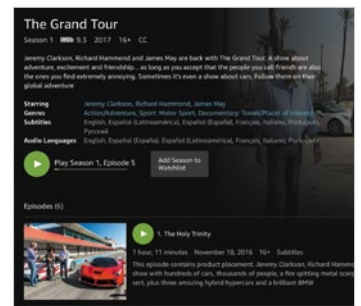 The Grand Tour
Season 1 IMDb 9.3 2017 16+ CC
Jeremy Clarkson, Richard Hammond and James May are back with The Grand Tour. A show about
adventure, excitement and friendship... as long as you accept that the people you call friends are also
the ones you find extremely annoying. Sometimes it's even a show about cars. Follow them on their
global adventure
Starring Jeremy Clarkson, Richard Hammond, James May
Genres Action/Adventure, Sport: Motor Sport, Documentary: Travel/Places of Interest
Subtitles English, Español (Latinoamérica), Español (España), Français, Italiano, Português,
Русский
Audio Languages English, Español (España), Español (Latinoamérica), Français, Italiano, Português
Play Season 1, Episode 5
Add Season to
Watchlist
Episodes (6)
1. The Holy Trinity
1 hour, 11 minutes November 18, 2016 16+ Subtitles
This episode contains product placement. Jeremy Clarkson, Richard Hammo
show with hundreds of cars, thousands of people, a fire spitting metal scorp
sert, plus three amazing hybrid hypercars and a brilliant BMW